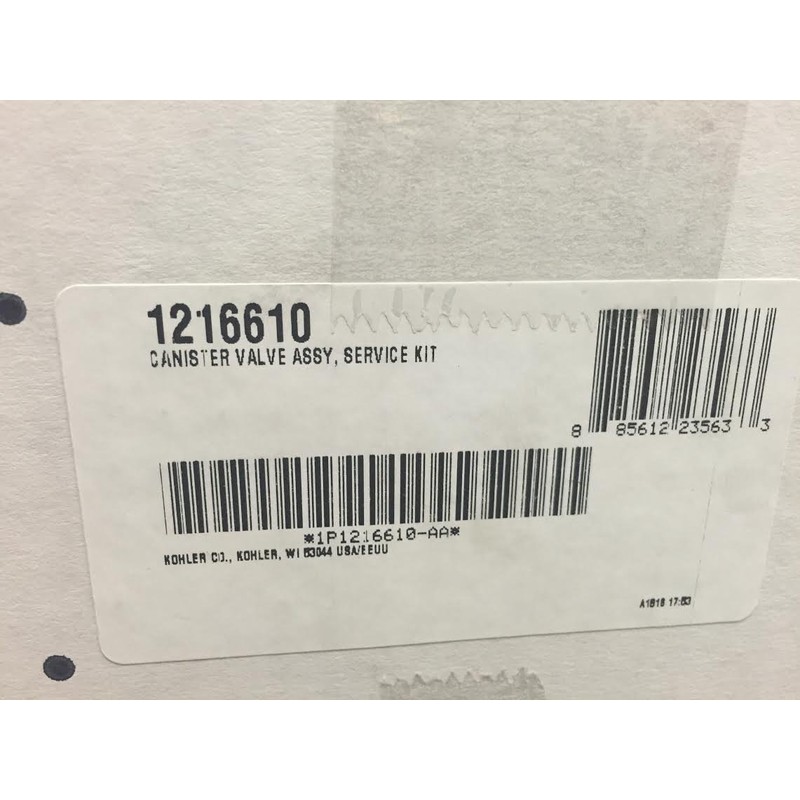 1216610
CANISTER VALVE ASSY, SERVICE KIT
8 85612 23563 3
*1P1216610-AA*
KOHLER CO., KOHLER, WI 53044 USA/EEUU
A1818 17:53